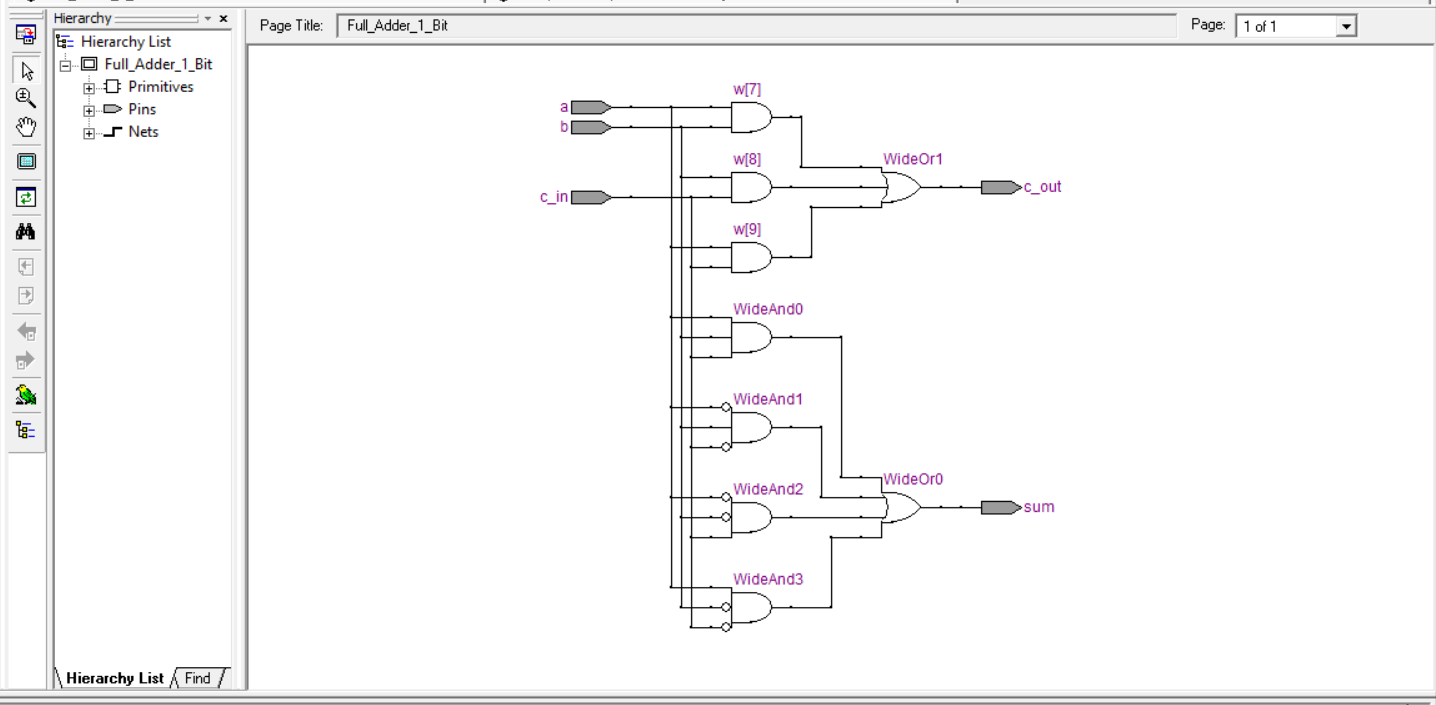 Hierarchy
Hierarchy List
Full_Adder_1_Bit
Primitives
Pins
Nets
Hierarchy List
Find
Page Title:
Full_Adder_1_Bit
Page:
1 of 1
a
b
c_in
w[7]
w[8]
w[9]
WideOr1
c_out
WideAnd0
WideAnd1
WideAnd2
WideAnd3
WideOr0
sum